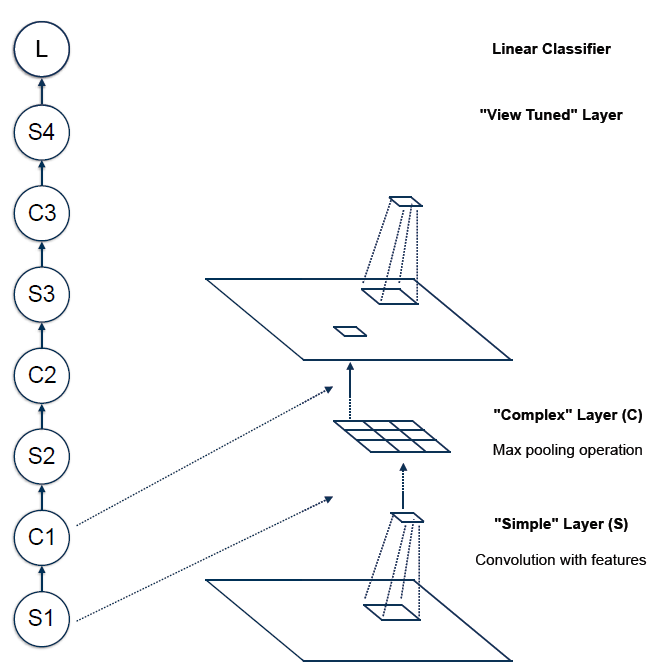 L
Linear Classifier
S4
"View Tuned" Layer
C3
S3
C2
"Complex" Layer (C)
Max pooling operation
S2
C1
"Simple" Layer (S)
Convolution with features
S1